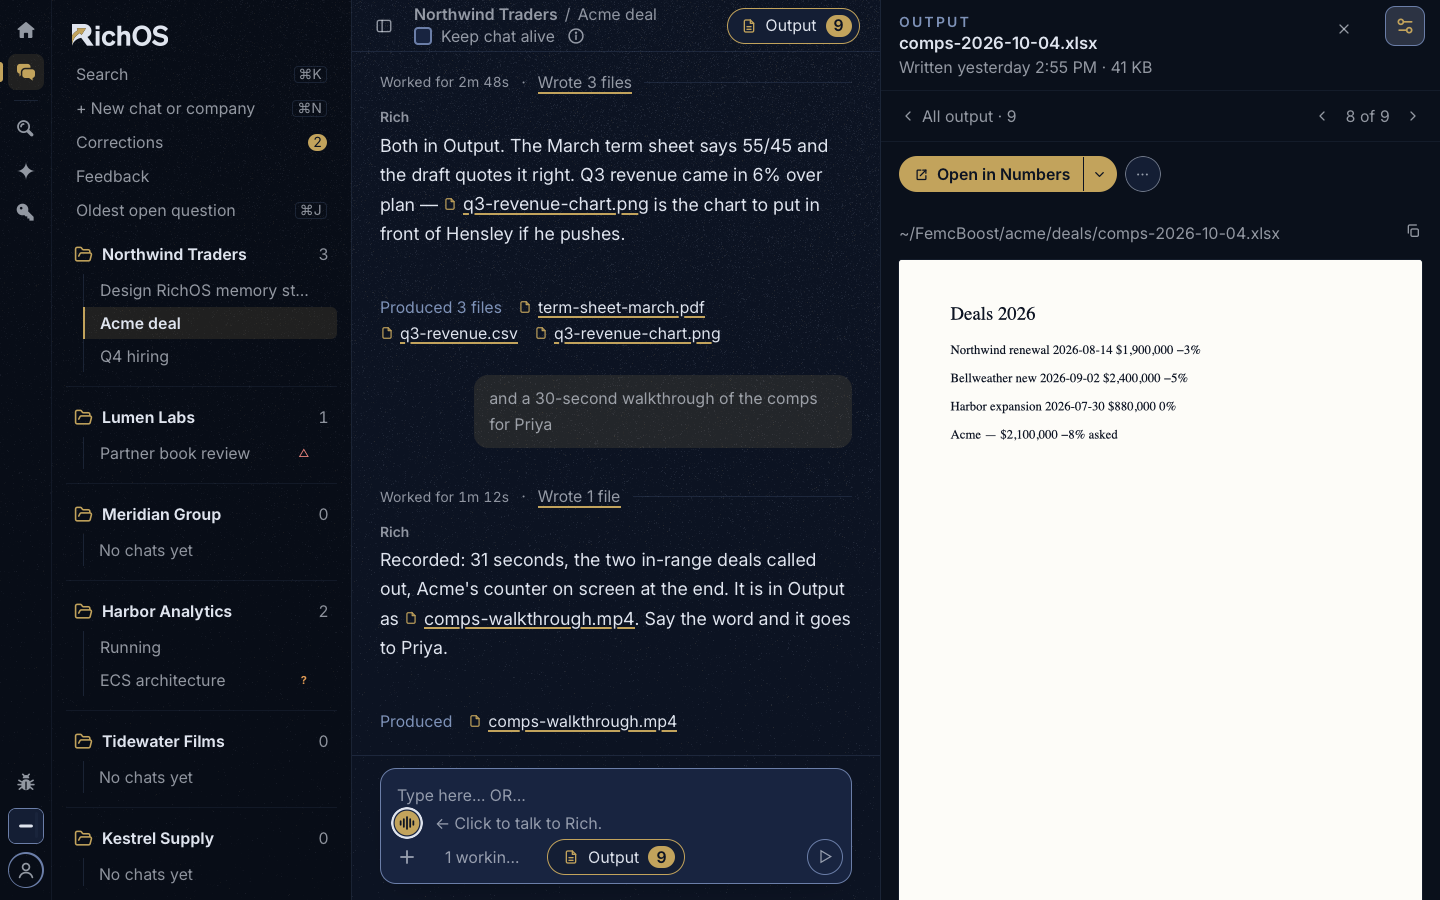 RichOS
Search ⌘K
+ New chat or company ⌘N
Corrections 2
Feedback
Oldest open question ⌘J
Northwind Traders 3
Design RichOS memory st...
Acme deal
Q4 hiring
Lumen Labs 1
Partner book review
Meridian Group 0
No chats yet
Harbor Analytics 2
Running
ECS architecture ?
Tidewater Films 0
No chats yet
Kestrel Supply 0
No chats yet
Northwind Traders / Acme deal
Keep chat alive
Output 9
Worked for 2m 48s · Wrote 3 files
Rich
Both in Output. The March term sheet says 55/45 and
the draft quotes it right. Q3 revenue came in 6% over
plan — q3-revenue-chart.png is the chart to put in
front of Hensley if he pushes.
Produced 3 files term-sheet-march.pdf
q3-revenue.csv q3-revenue-chart.png
and a 30-second walkthrough of the comps
for Priya
Worked for 1m 12s · Wrote 1 file
Rich
Recorded: 31 seconds, the two in-range deals called
out, Acme's counter on screen at the end. It is in Output
as comps-walkthrough.mp4. Say the word and it goes
to Priya.
Produced comps-walkthrough.mp4
Type here... OR...
← Click to talk to Rich.
1 workin... Output 9
OUTPUT
comps-2026-10-04.xlsx
Written yesterday 2:55 PM · 41 KB
All output · 9
8 of 9
Open in Numbers
~/FemcBoost/acme/deals/comps-2026-10-04.xlsx
Deals 2026
Northwind renewal 2026-08-14 $1,900,000 −3%
Bellweather new 2026-09-02 $2,400,000 −5%
Harbor expansion 2026-07-30 $880,000 0%
Acme — $2,100,000 −8% asked